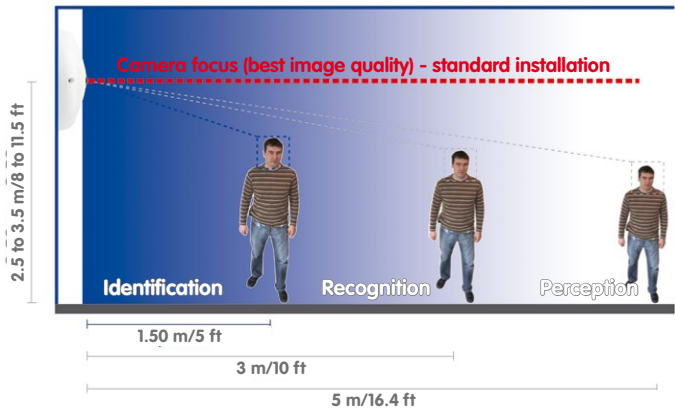 Camera focus (best image quality) - standard installation
2.5 to 3.5 m/8 to 11.5 ft
Identification
Recognition
Perception
1.50 m/5 ft
3 m/10 ft
5 m/16.4 ft